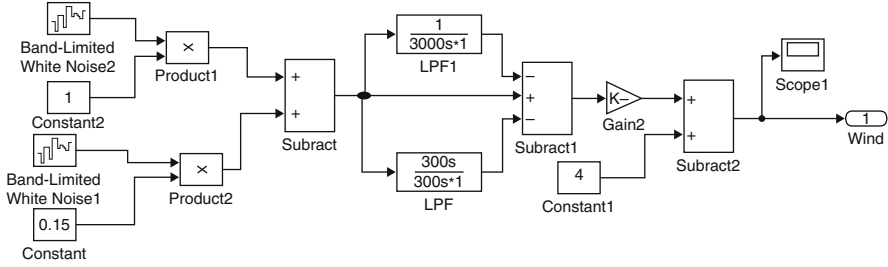 Band-Limited
White Noise2
×
Product1
1
Constant2
Band-Limited
White Noise1
×
Product2
0.15
Constant
+
+
Subract
1
3000s*1
LPF1
300s
300s*1
LPF
−
+
−
Subract1
K−
Gain2
4
Constant1
+
+
Subract2
Scope1
1
Wind